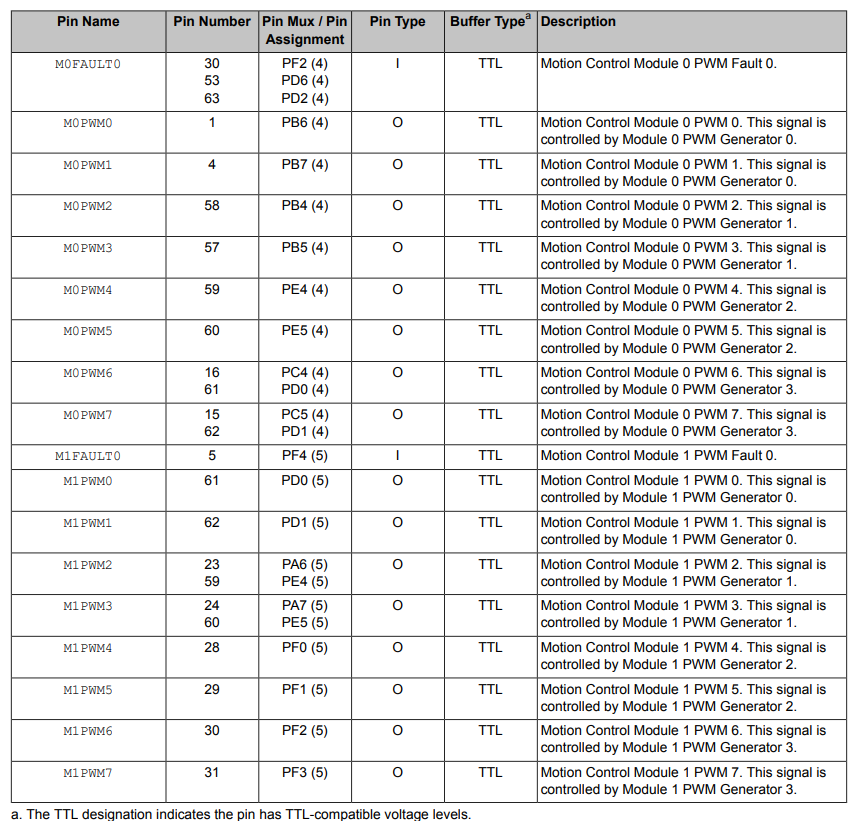 Pin Name Pin Number Pin Mux / Pin Assignment Pin Type Buffer Typeᵃ Description
M0FAULT0 30 PF2 (4) I TTL Motion Control Module 0 PWM Fault 0.
53 PD6 (4)
63 PD2 (4)
M0PWM0 1 PB6 (4) O TTL Motion Control Module 0 PWM 0. This signal is
controlled by Module 0 PWM Generator 0.
M0PWM1 4 PB7 (4) O TTL Motion Control Module 0 PWM 1. This signal is
controlled by Module 0 PWM Generator 0.
M0PWM2 58 PB4 (4) O TTL Motion Control Module 0 PWM 2. This signal is
controlled by Module 0 PWM Generator 1.
M0PWM3 57 PB5 (4) O TTL Motion Control Module 0 PWM 3. This signal is
controlled by Module 0 PWM Generator 1.
M0PWM4 59 PE4 (4) O TTL Motion Control Module 0 PWM 4. This signal is
controlled by Module 0 PWM Generator 2.
M0PWM5 60 PE5 (4) O TTL Motion Control Module 0 PWM 5. This signal is
controlled by Module 0 PWM Generator 2.
M0PWM6 16 PC4 (4) O TTL Motion Control Module 0 PWM 6. This signal is
61 PD0 (4) controlled by Module 0 PWM Generator 3.
M0PWM7 15 PC5 (4) O TTL Motion Control Module 0 PWM 7. This signal is
62 PD1 (4) controlled by Module 0 PWM Generator 3.
M1FAULT0 5 PF4 (5) I TTL Motion Control Module 1 PWM Fault 0.
M1PWM0 61 PD0 (5) O TTL Motion Control Module 1 PWM 0. This signal is
controlled by Module 1 PWM Generator 0.
M1PWM1 62 PD1 (5) O TTL Motion Control Module 1 PWM 1. This signal is
controlled by Module 1 PWM Generator 0.
M1PWM2 23 PA6 (5) O TTL Motion Control Module 1 PWM 2. This signal is
59 PE4 (5) controlled by Module 1 PWM Generator 1.
M1PWM3 24 PA7 (5) O TTL Motion Control Module 1 PWM 3. This signal is
60 PE5 (5) controlled by Module 1 PWM Generator 1.
M1PWM4 28 PF0 (5) O TTL Motion Control Module 1 PWM 4. This signal is
controlled by Module 1 PWM Generator 2.
M1PWM5 29 PF1 (5) O TTL Motion Control Module 1 PWM 5. This signal is
controlled by Module 1 PWM Generator 2.
M1PWM6 30 PF2 (5) O TTL Motion Control Module 1 PWM 6. This signal is
controlled by Module 1 PWM Generator 3.
M1PWM7 31 PF3 (5) O TTL Motion Control Module 1 PWM 7. This signal is
controlled by Module 1 PWM Generator 3.
a. The TTL designation indicates the pin has TTL-compatible voltage levels.